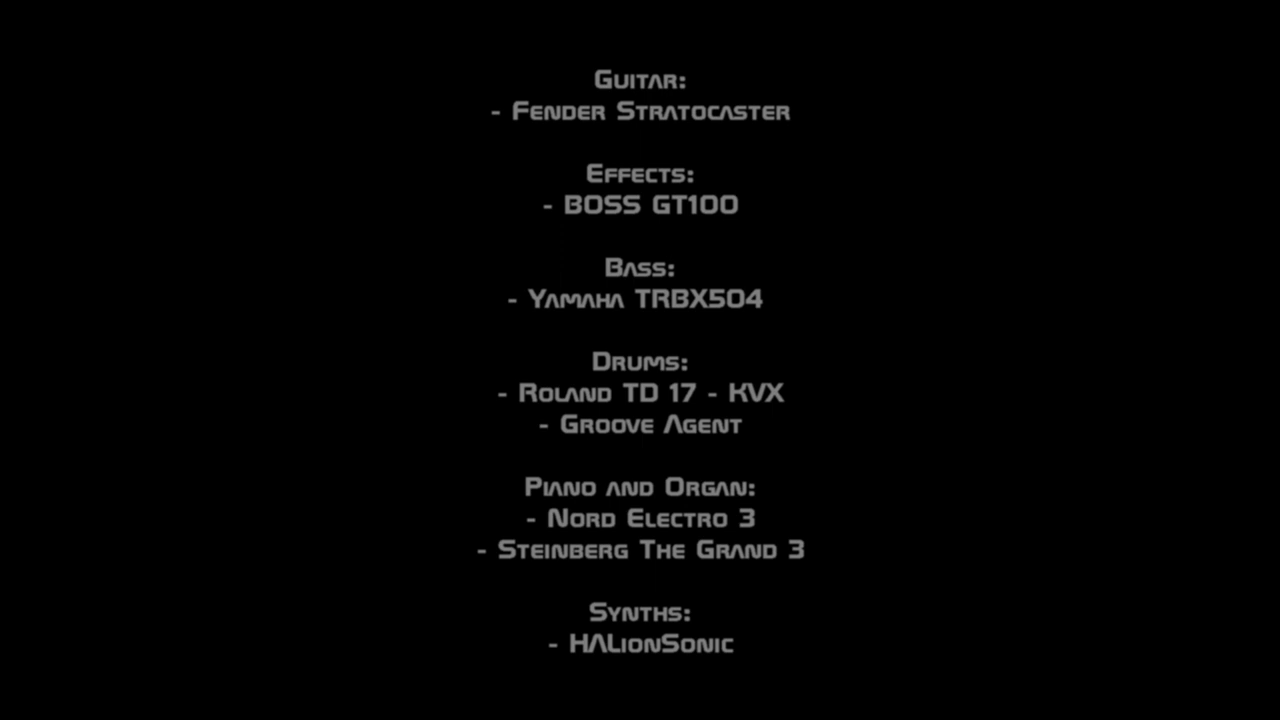 Guitar:
- Fender Stratocaster
Effects:
- BOSS GT100
Bass:
- Yamaha TRBX504
Drums:
- Roland TD 17 - KVX
- Groove Agent
Piano and Organ:
- Nord Electro 3
- Steinberg The Grand 3
Synths:
- HALionSonic